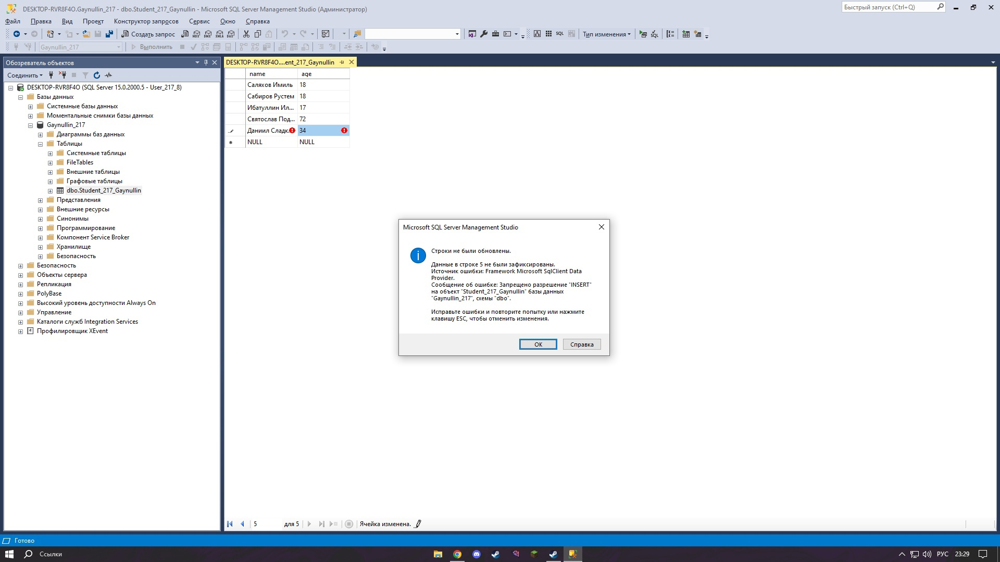 DESKTOP-RVR8F4O.Gaynullin_217 - dbo.Student_217_Gaynullin - Microsoft SQL Server Management Studio (Администратор)
Быстрый запуск (Ctrl+Q)
Файл Правка Вид Проект Конструктор запросов Сервис Окно Справка
Создать запрос MDX DMX XMLA DAX SQL Тип изменения SQL
Gaynullin_217 Выполнить
Обозреватель объектов
Соединить
DESKTOP-RVR8F4O (SQL Server 15.0.2000.5 - User_217_8)
Базы данных
Системные базы данных
Моментальные снимки базы данных
Gaynullin_217
Диаграммы баз данных
Таблицы
Системные таблицы
FileTables
Внешние таблицы
Графовые таблицы
dbo.Student_217_Gaynullin
Представления
Внешние ресурсы
Синонимы
Программирование
Компонент Service Broker
Хранилище
Безопасность
Безопасность
Объекты сервера
Репликация
PolyBase
Высокий уровень доступности Always On
Управление
Каталоги служб Integration Services
Профилировщик XEvent
DESKTOP-RVR8F4O....ent_217_Gaynullin
name age
Саляхов Имиль 18
Сабиров Рустем 18
Ибатуллин Ил... 17
Святослав Под... 72
Даниил Сладк... 34
NULL NULL
Microsoft SQL Server Management Studio
Строки не были обновлены.
Данные в строке 5 не были зафиксированы.
Источник ошибки: Framework Microsoft SqlClient Data
Provider.
Сообщение об ошибке: Запрещено разрешение "INSERT"
на объект "Student_217_Gaynullin" базы данных
"Gaynullin_217", схемы "dbo".
Исправьте ошибки и повторите попытку или нажмите
клавишу ESC, чтобы отменить изменения.
OK Справка
5 для 5 Ячейка изменена.
Готово
Ссылки
РУС 23:29